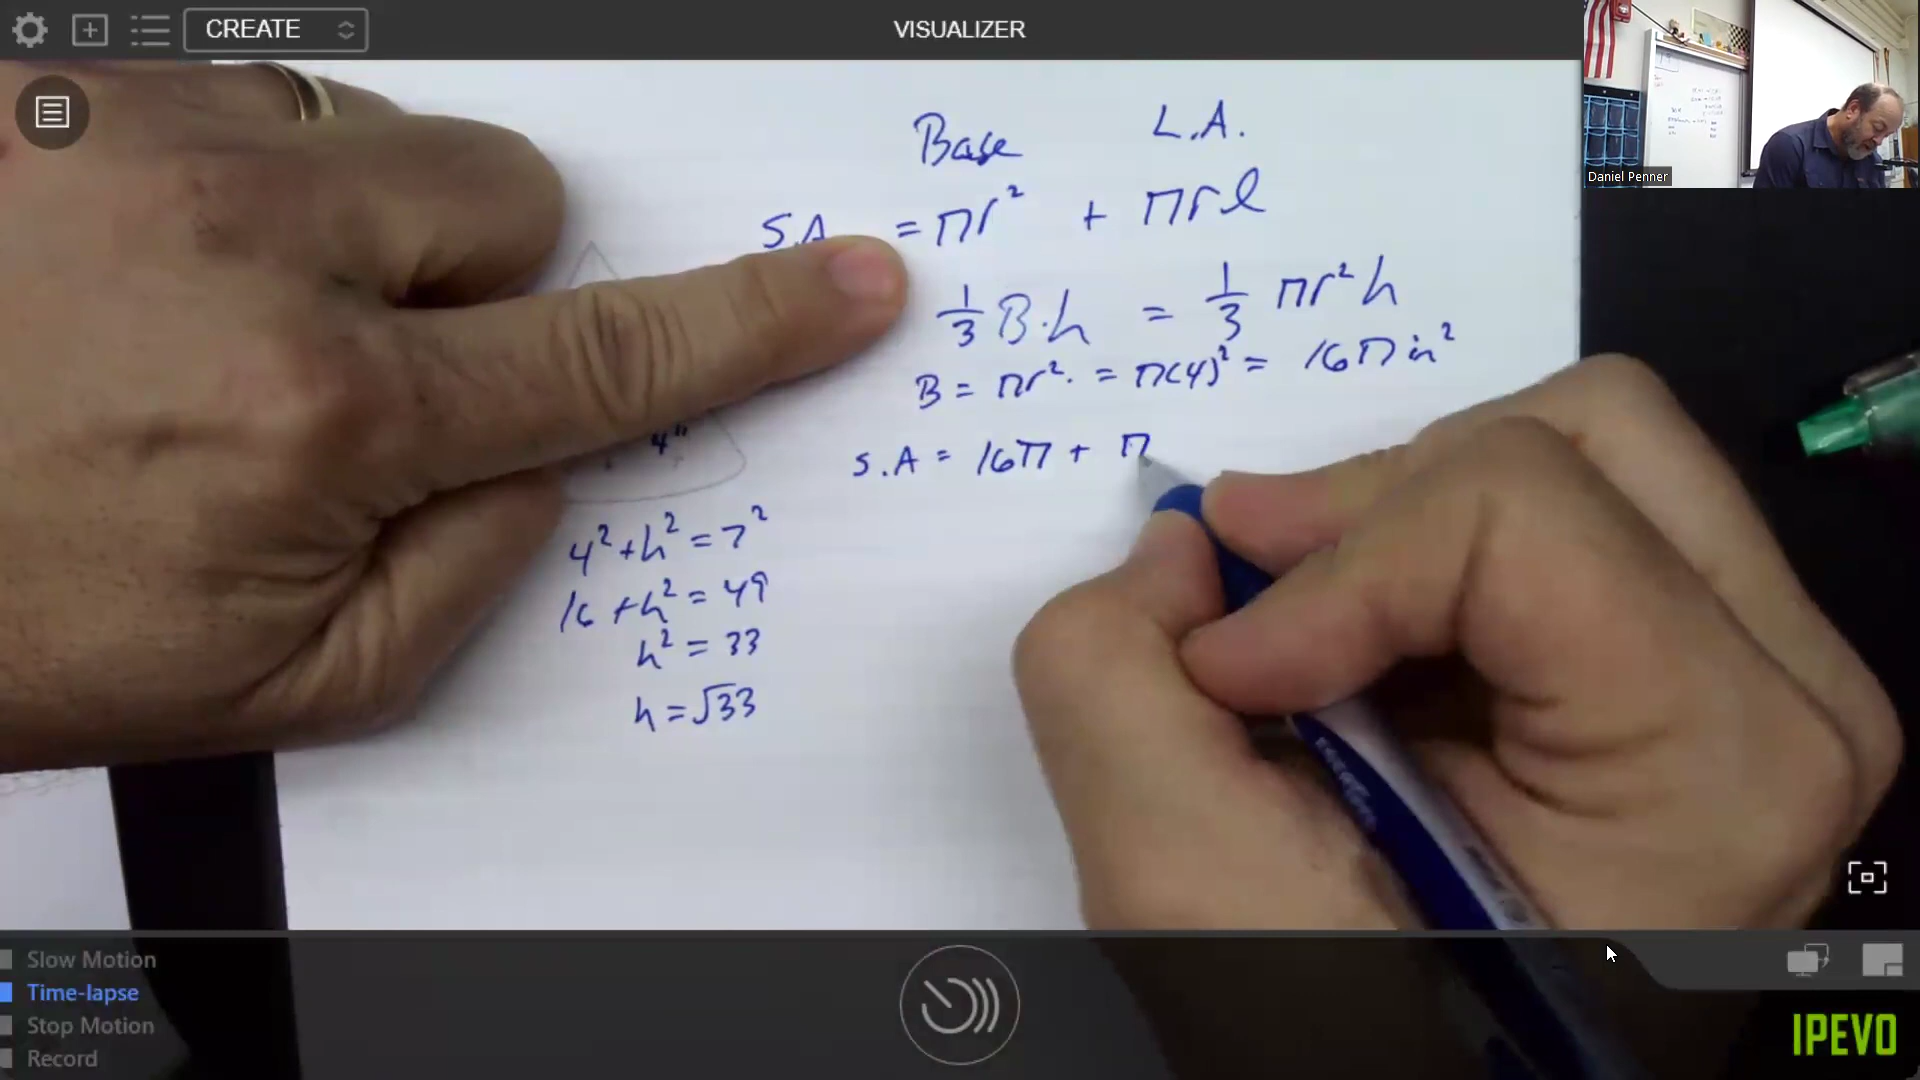 CREATE
VISUALIZER
Daniel Penner
Base L.A.
S.A = πr² + πrl
1/3 B·h = 1/3 πr²h
B = πr². = π(4)² = 16π in²
4"
S.A = 16π + π
4² + h² = 7²
16 + h² = 49
h² = 33
h = √33
Slow Motion
Time-lapse
Stop Motion
Record
IPEVO